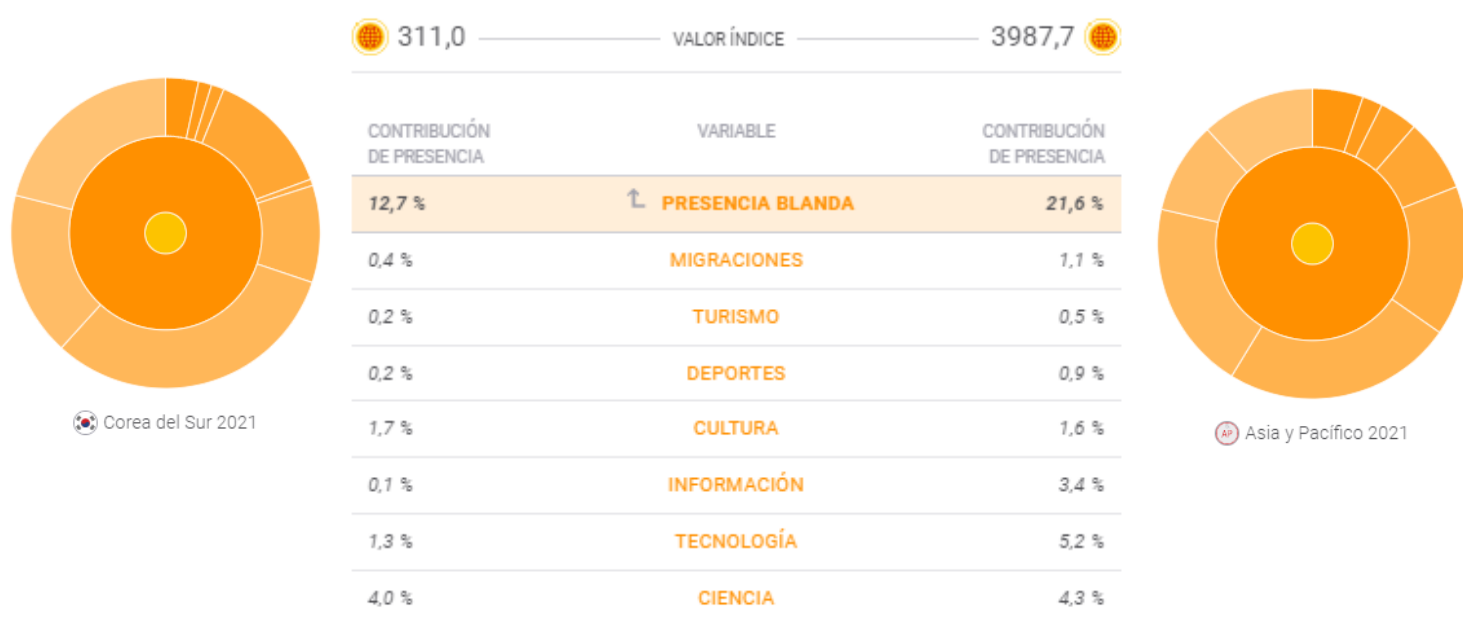 311,0 VALOR ÍNDICE 3987,7
CONTRIBUCIÓN VARIABLE CONTRIBUCIÓN
DE PRESENCIA DE PRESENCIA
12,7 % PRESENCIA BLANDA 21,6 %
0,4 % MIGRACIONES 1,1 %
0,2 % TURISMO 0,5 %
0,2 % DEPORTES 0,9 %
1,7 % CULTURA 1,6 %
0,1 % INFORMACIÓN 3,4 %
1,3 % TECNOLOGÍA 5,2 %
4,0 % CIENCIA 4,3 %
Corea del Sur 2021
AP Asia y Pacífico 2021